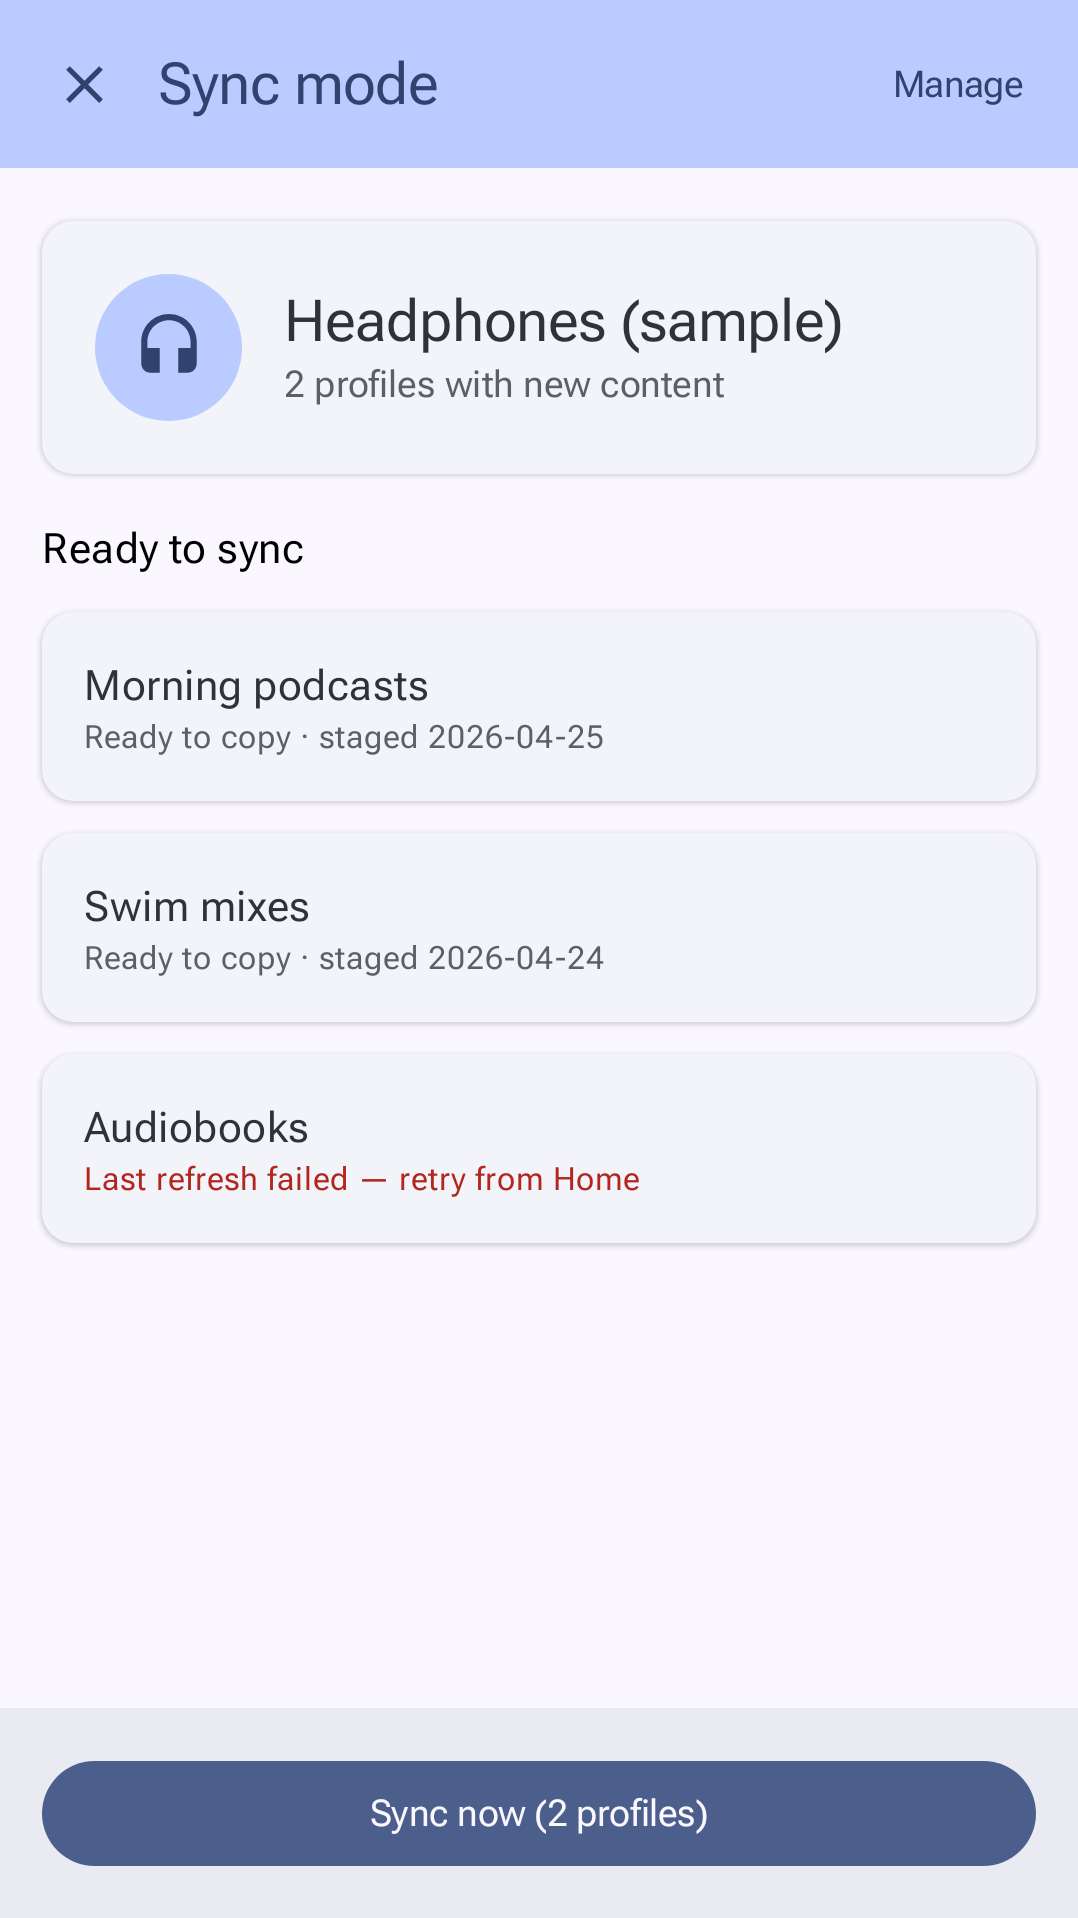 Sync mode
Manage
Headphones (sample)
2 profiles with new content
Ready to sync
Morning podcasts
Ready to copy · staged 2026-04-25
Swim mixes
Ready to copy · staged 2026-04-24
Audiobooks
Last refresh failed — retry from Home
Sync now (2 profiles)